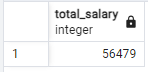 total_salary
integer
1 56479